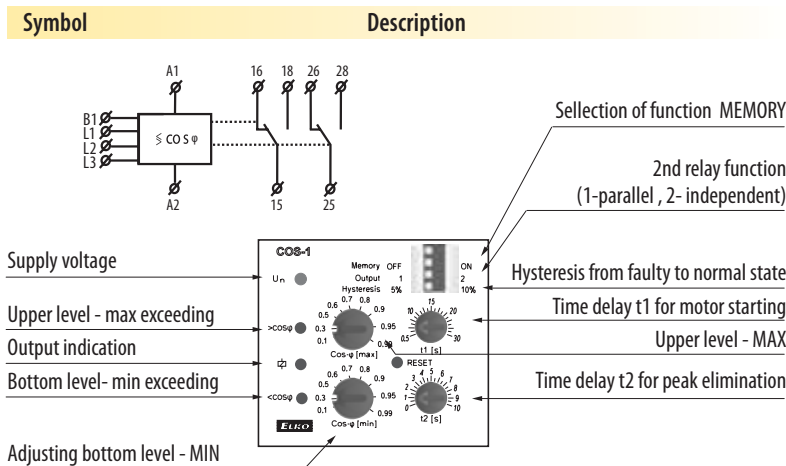 Symbol Description
A1 16 18 26 28
B1
L1
L2
L3
≶ COS φ
A2 15 25
Sellection of function MEMORY
2nd relay function
(1-parallel , 2- independent)
Hysteresis from faulty to normal state
Time delay t1 for motor starting
Upper level - MAX
Time delay t2 for peak elimination
Supply voltage
Upper level - max exceeding
Output indication
Bottom level- min exceeding
Adjusting bottom level - MIN
COS-1
Un
Memory OFF ON
Output 1 2
Hysteresis 5% 10%
>cosφ
0.1 0.3 0.5 0.6 0.7 0.8 0.9 0.95 0.99
Cos-φ [max]
0.5 5 10 15 20 25 30
t1 [s]
RESET
<cosφ
0.1 0.3 0.5 0.6 0.7 0.8 0.9 0.95 0.99
Cos-φ [min]
0 1 2 3 4 5 6 7 8 9 10
t2 [s]
ELKO